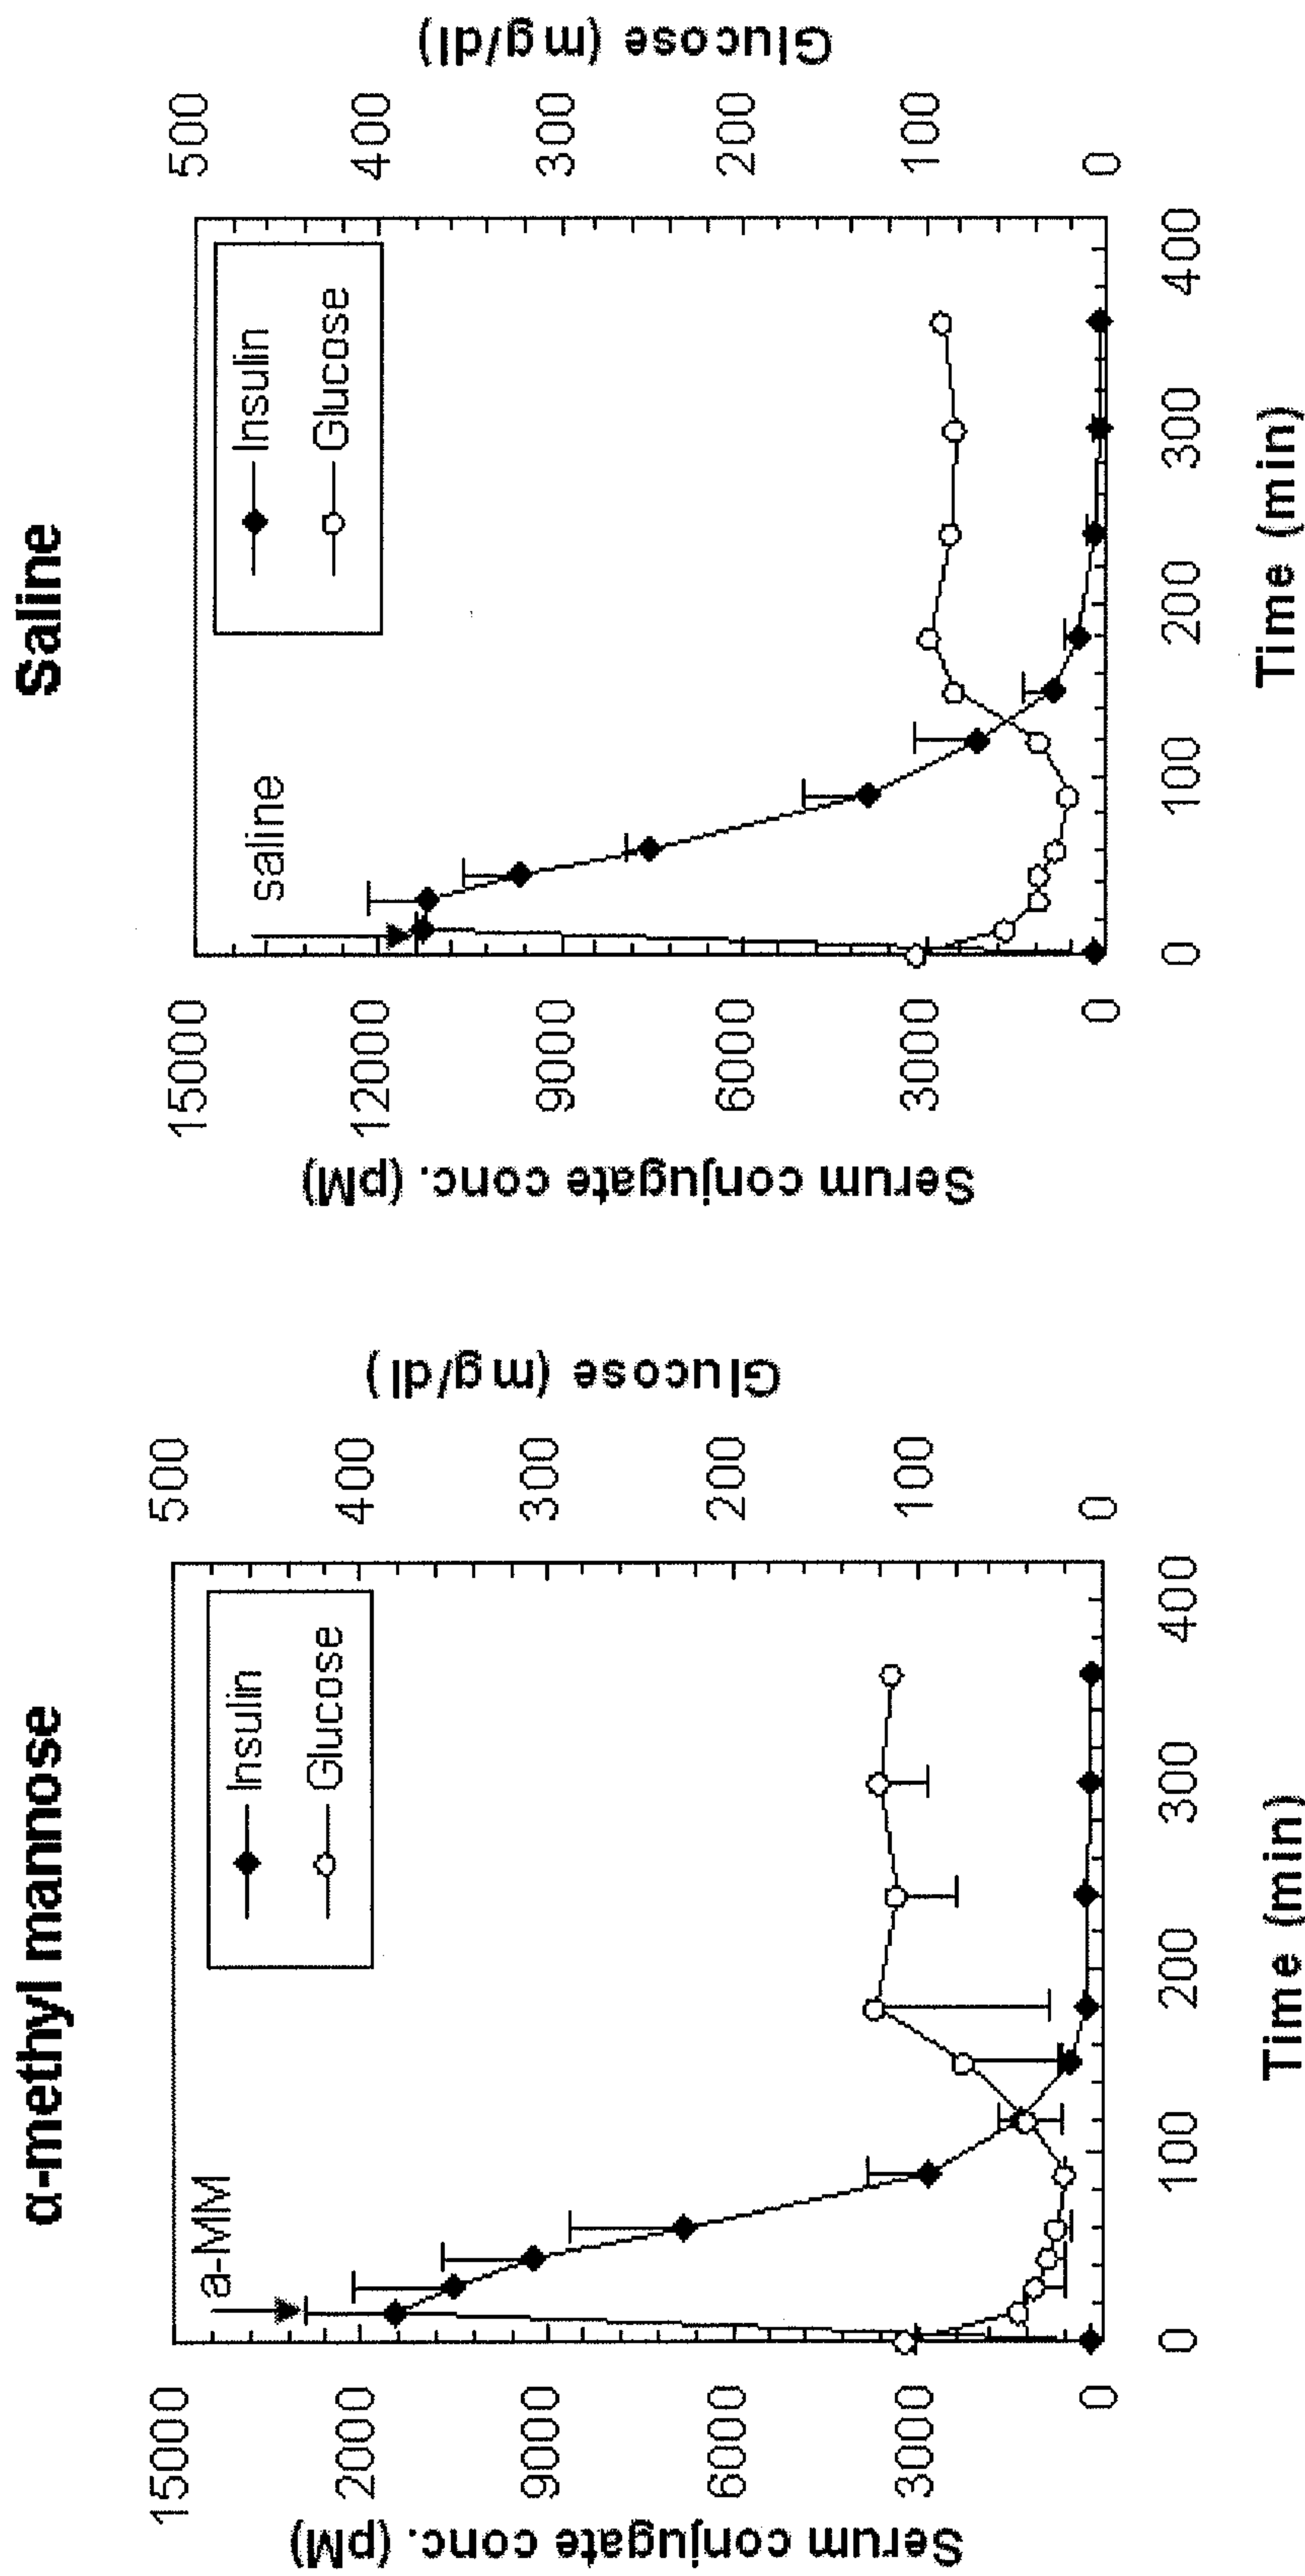 α-methyl mannose
a-MM
Insulin
Glucose
15000
2000
9000
6000
3000
0
Serum conjugate conc. (pM)
500
400
300
200
100
0
Glucose (mg/dl)
0
100
200
300
400
Time (min)
Saline
saline
Insulin
Glucose
15000
12000
9000
6000
3000
0
Serum conjugate conc. (pM)
500
400
300
200
100
0
Glucose (mg/dl)
0
100
200
300
400
Time (min)